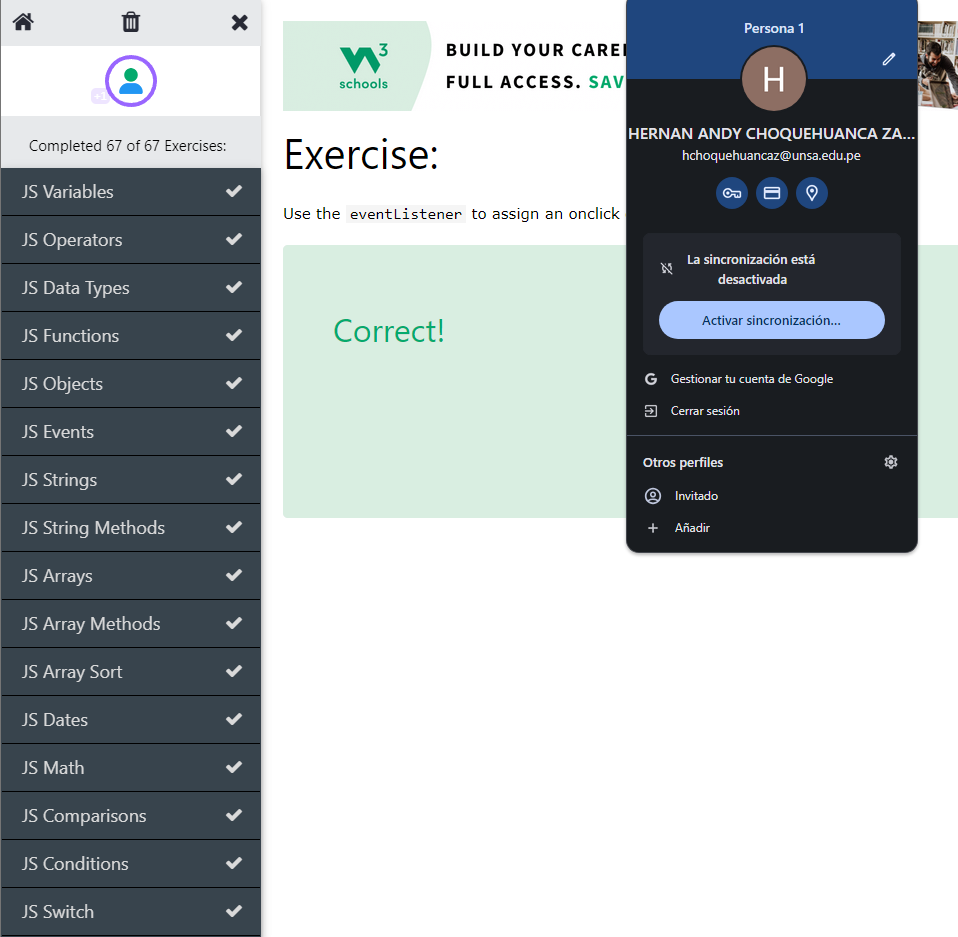 +1
Completed 67 of 67 Exercises:
JS Variables
JS Operators
JS Data Types
JS Functions
JS Objects
JS Events
JS Strings
JS String Methods
JS Arrays
JS Array Methods
JS Array Sort
JS Dates
JS Math
JS Comparisons
JS Conditions
JS Switch
W3
schools
BUILD YOUR CARE
FULL ACCESS. SAV
Exercise:
Use the eventListener to assign an onclick
Correct!
Persona 1
H
HERNAN ANDY CHOQUEHUANCA ZA...
hchoquehuancaz@unsa.edu.pe
La sincronización está
desactivada
Activar sincronización...
G Gestionar tu cuenta de Google
Cerrar sesión
Otros perfiles
Invitado
Añadir